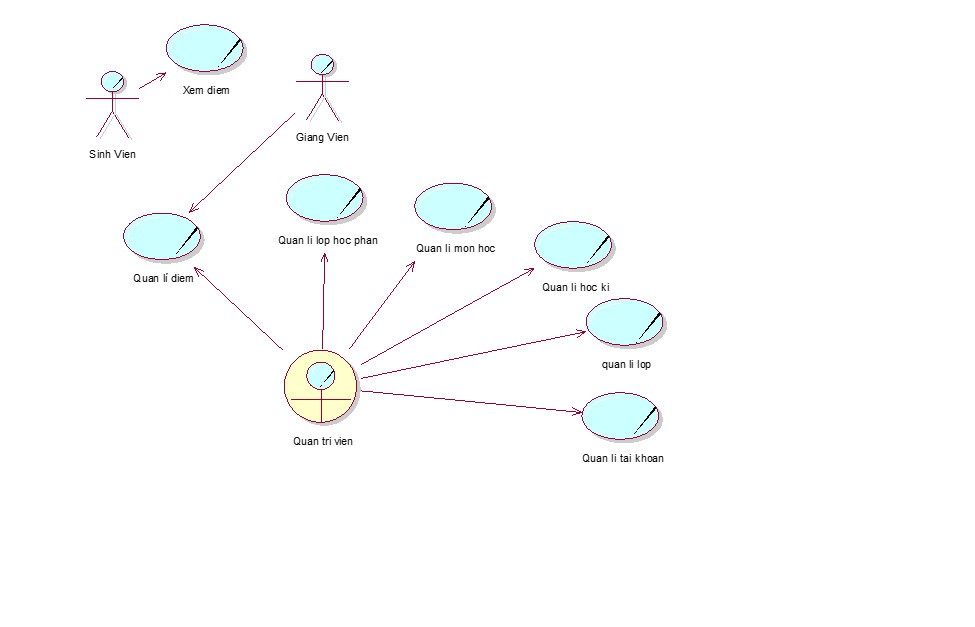 Xem diem
Sinh Vien
Giang Vien
Quan lí diem
Quan li lop hoc phan
Quan li mon hoc
Quan li hoc ki
quan li lop
Quan tri vien
Quan li tai khoan